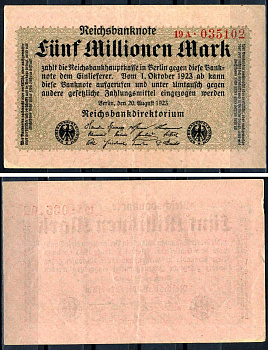 Reichsbanknote
19A·035102
Fünf Millionen Mark
zahlt die Reichsbankhauptkasse in Berlin gegen diese Bank-
note dem Einlieferer. Vom 1. Oktober 1923 ab kann
diese Banknote aufgerufen und unter Umtausch gegen
andere gesetzliche Zahlungsmittel eingezogen werden
Berlin, den 20. August 1923
Reichsbankdirektorium